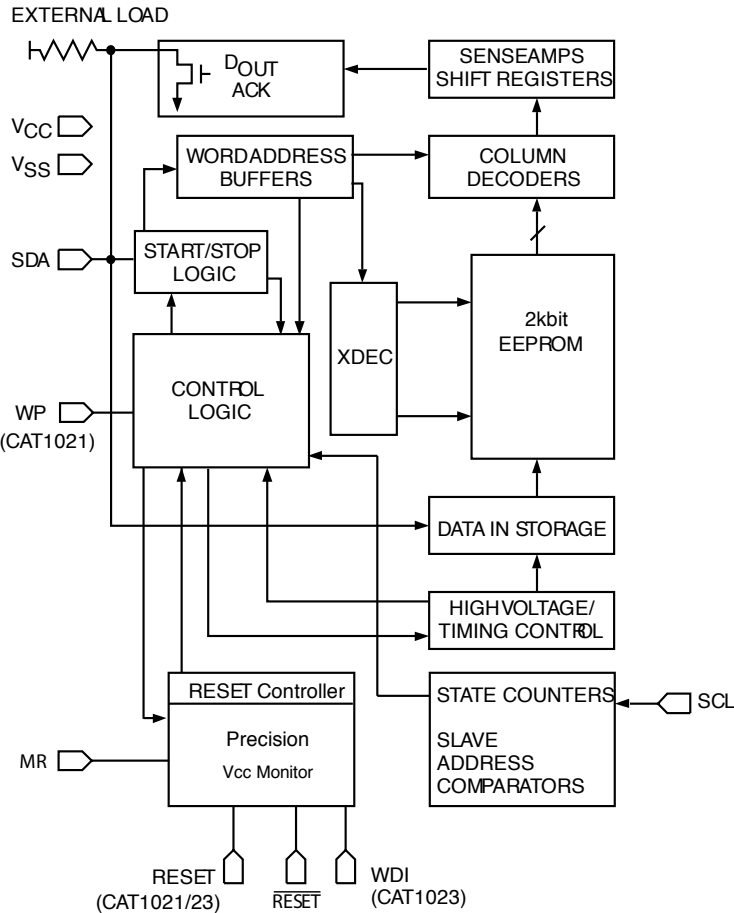 EXTERNAL LOAD
DOUT
ACK
SENSEAMPS
SHIFT REGISTERS
VCC
VSS
WORDADDRESS
BUFFERS
COLUMN
DECODERS
SDA
START/STOP
LOGIC
2kbit
EEPROM
XDEC
CONTROL
LOGIC
WP
(CAT1021)
DATA IN STORAGE
HIGHVOLTAGE/
TIMING CONTROL
RESET Controller
STATE COUNTERS
SCL
Precision
Vcc Monitor
SLAVE
ADDRESS
COMPARATORS
MR
RESET
(CAT1021/23)
RESET
WDI
(CAT1023)